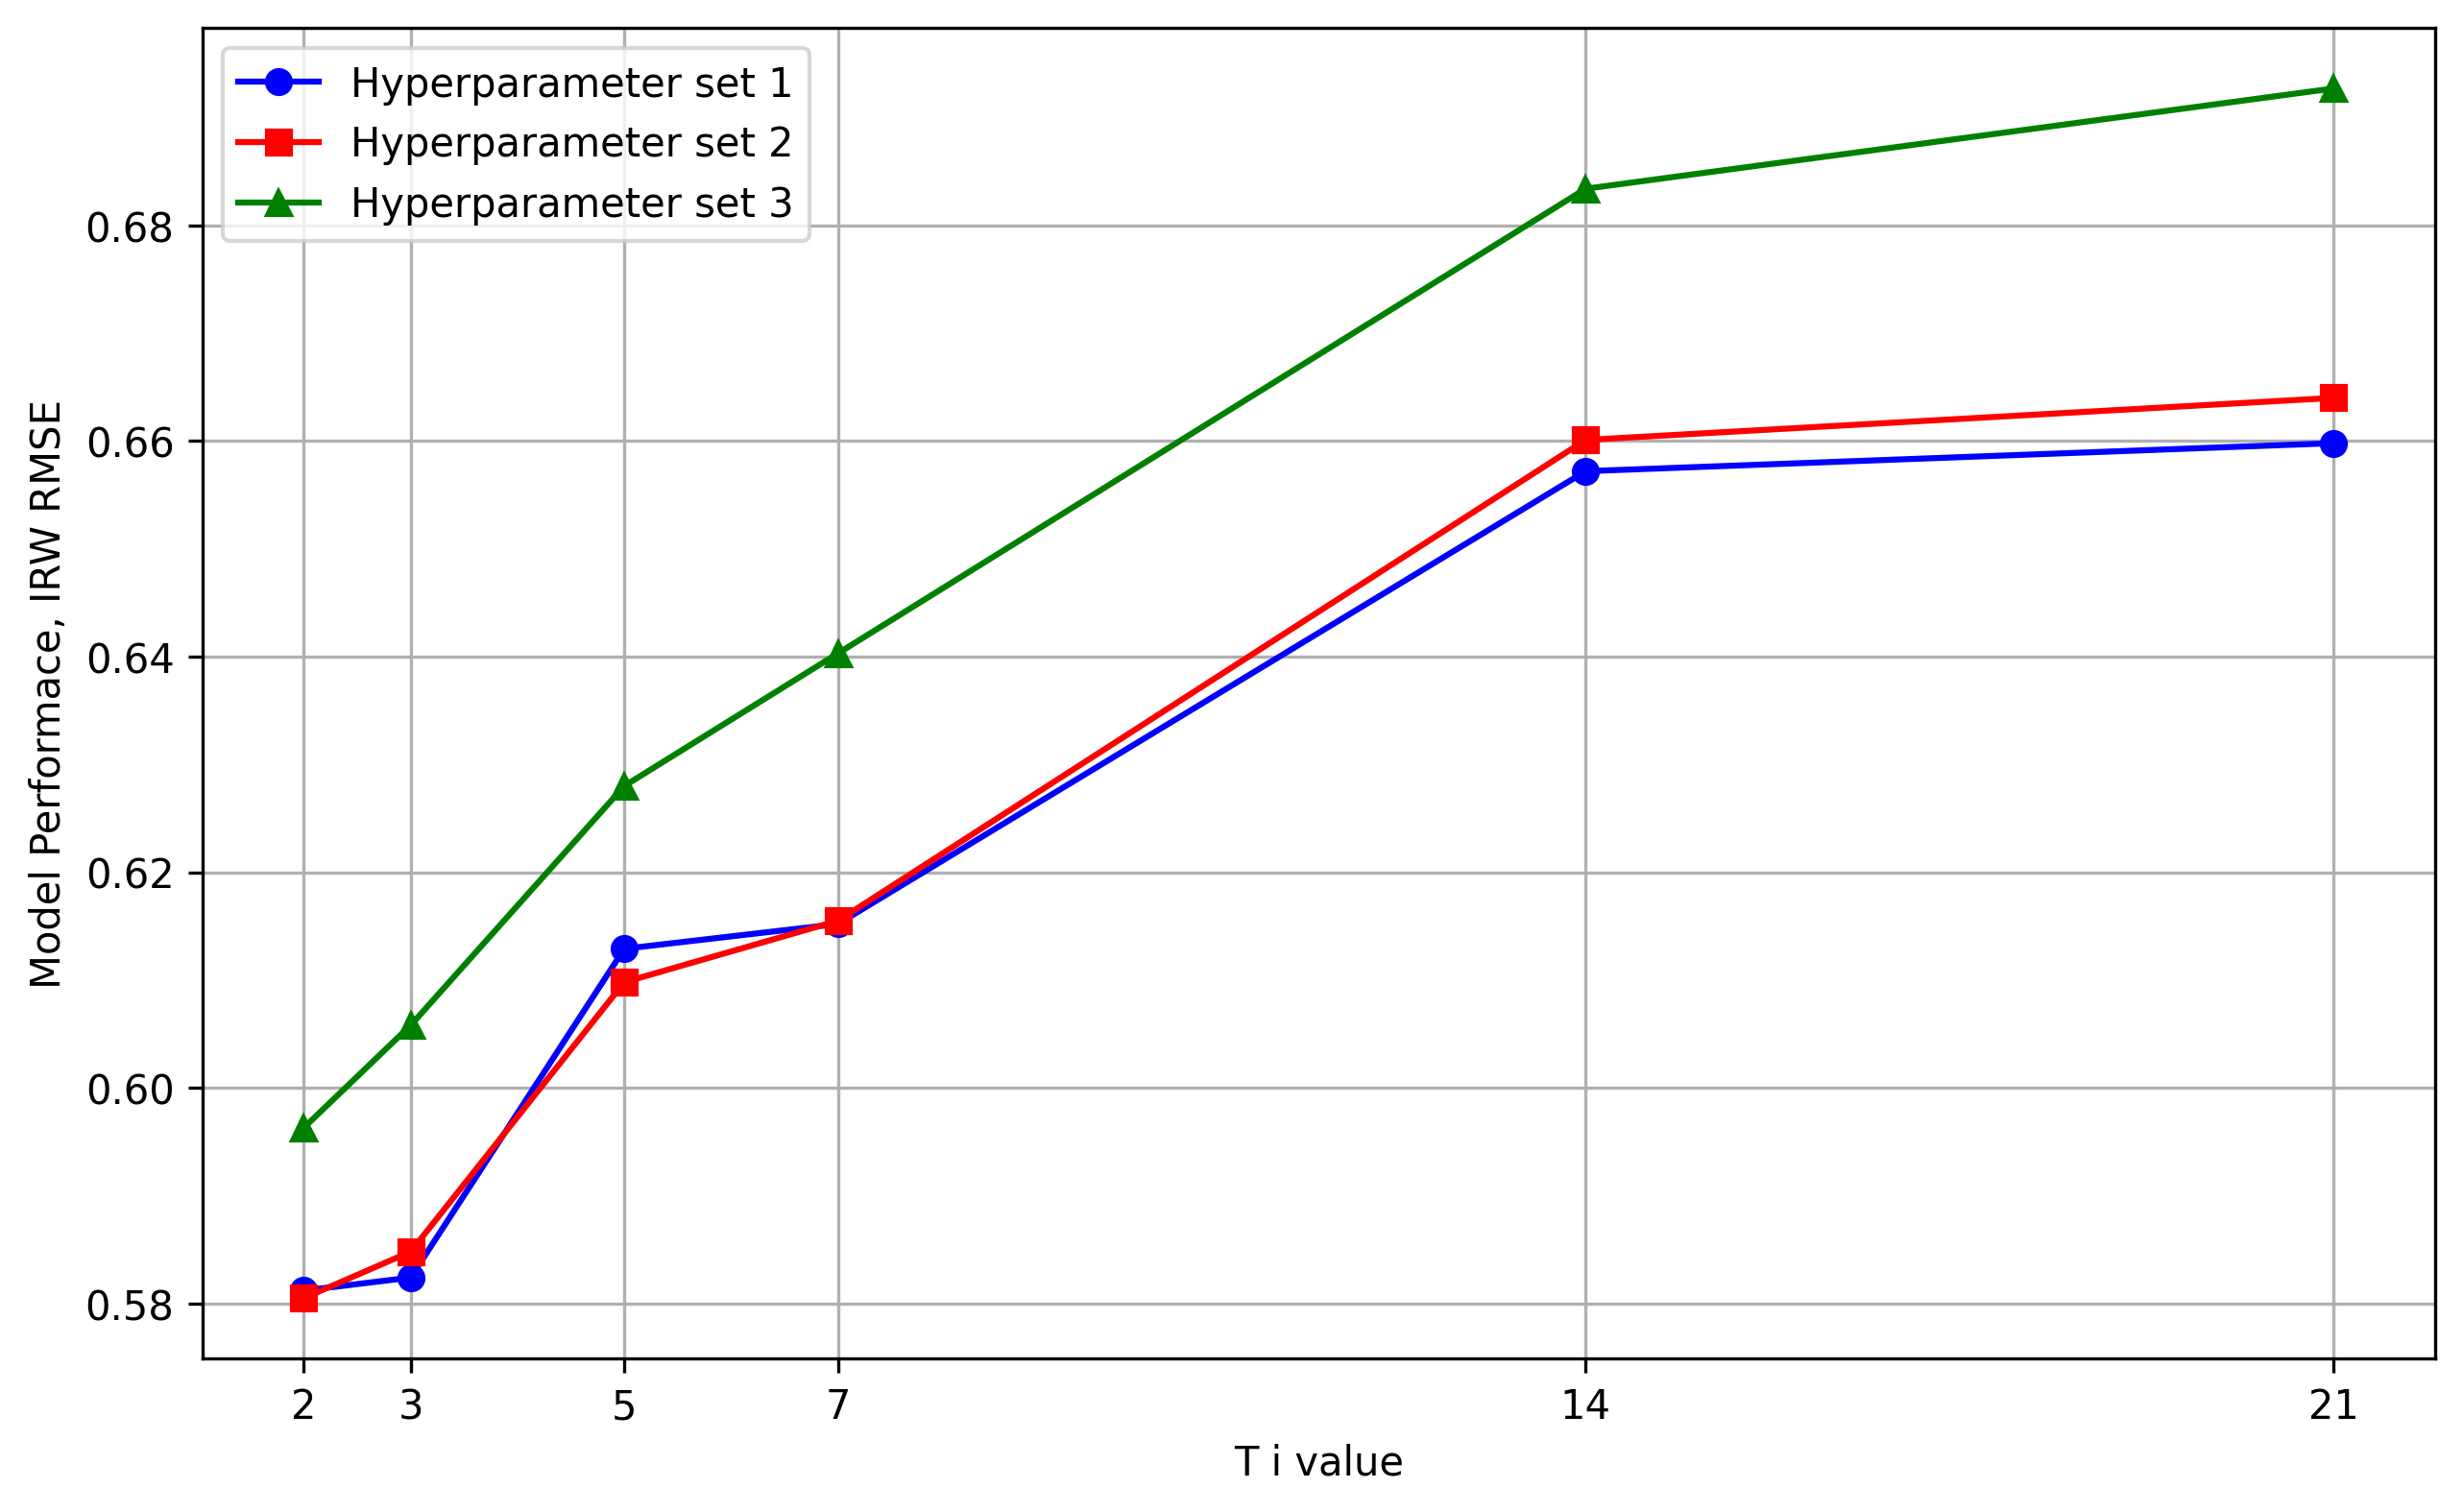 Hyperparameter set 1
Hyperparameter set 2
Hyperparameter set 3
0.68
0.66
0.64
0.62
0.60
0.58
Model Performace, IRW RMSE
2 3 5 7 14 21
T i value